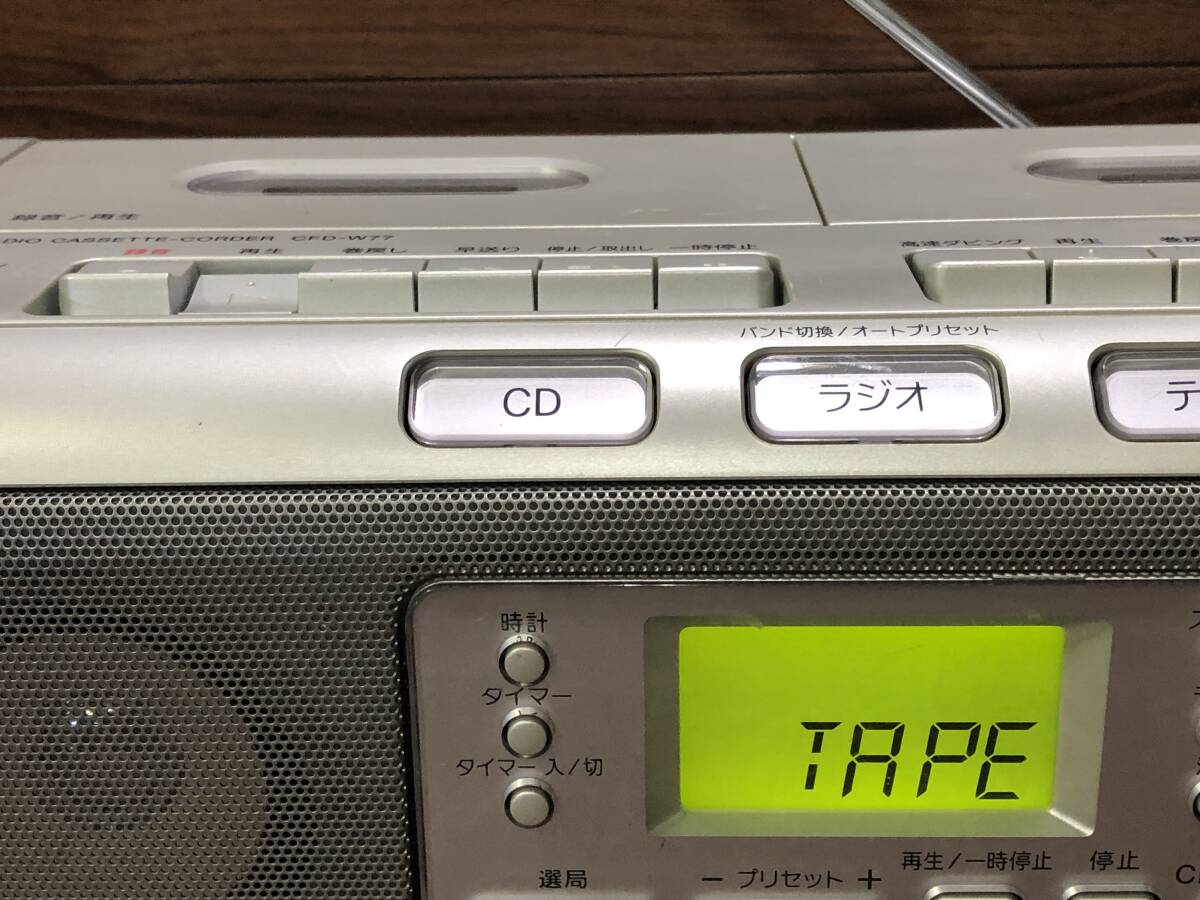 録音/再生
DIO CASSETTE-CORDER CFD-W77
録音 再生 巻戻し 早送り 停止/取出し 一時停止
高速ダビング 再生
バンド切換/オートプリセット
CD ラジオ テ
時計
タイマー
タイマー 入/切
TAPE
再生/一時停止 停止
選局 − プリセット +